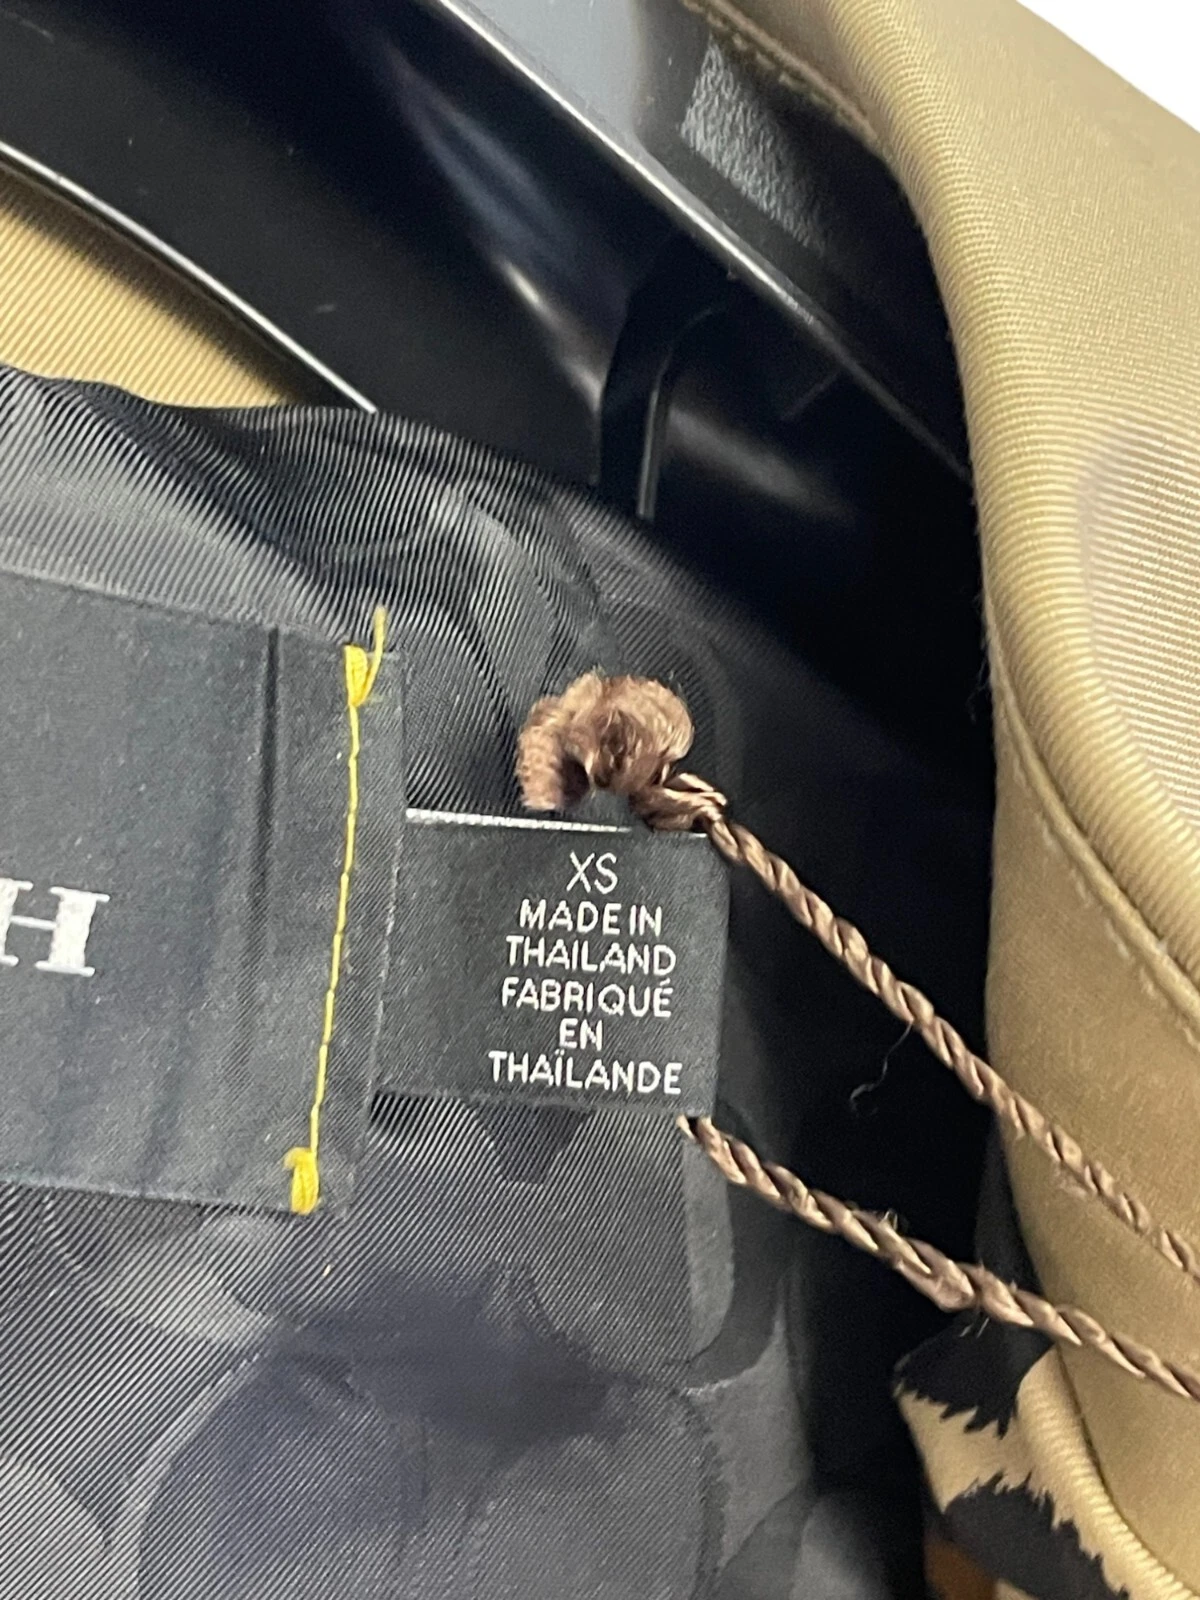 H
XS
MADE IN
THAILAND
FABRIQUÉ
EN
THAÏLANDE